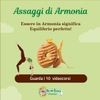 Assaggi di Armonia
Essere in Armonia significa
Equilibrio perfetto!
Guarda i 10 videocorsi